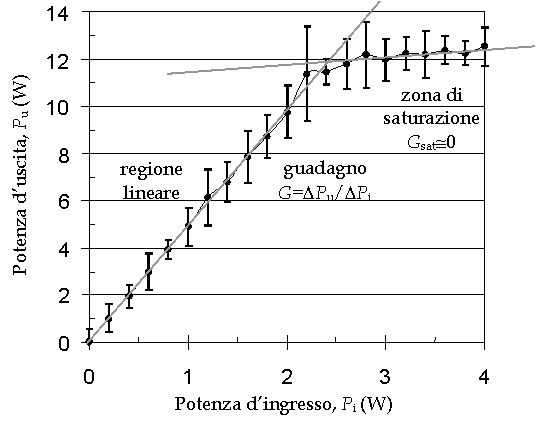 14
12
10
8
6
4
2
0
0
1
2
3
4
Potenza d'uscita, Pu (W)
Potenza d'ingresso, Pi (W)
regione
lineare
guadagno
G=ΔPu/ΔPi
zona di
saturazione
Gsat≅0